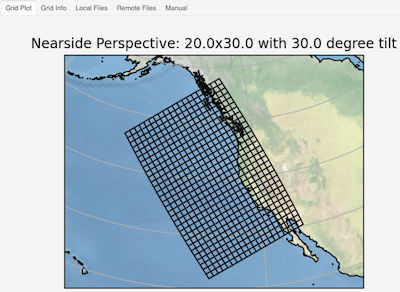 Grid Plot Grid Info Local Files Remote Files Manual
Nearside Perspective: 20.0x30.0 with 30.0 degree tilt